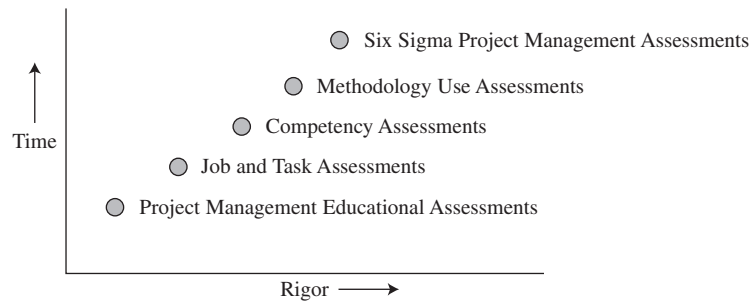 Six Sigma Project Management Assessments
Methodology Use Assessments
Competency Assessments
Time
Job and Task Assessments
Project Management Educational Assessments
Rigor